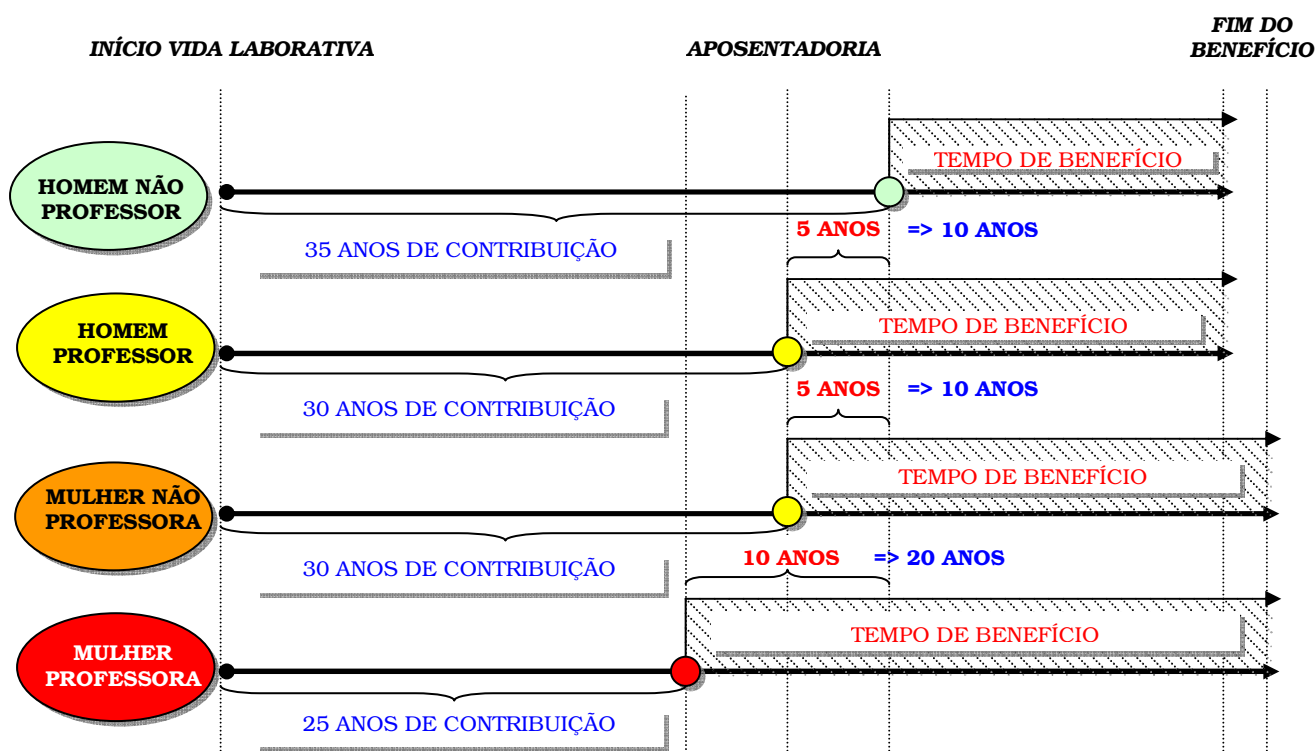 INÍCIO VIDA LABORATIVA
APOSENTADORIA
FIM DO
BENEFÍCIO
HOMEM NÃO
PROFESSOR
TEMPO DE BENEFÍCIO
35 ANOS DE CONTRIBUIÇÃO
5 ANOS => 10 ANOS
HOMEM
PROFESSOR
TEMPO DE BENEFÍCIO
30 ANOS DE CONTRIBUIÇÃO
5 ANOS => 10 ANOS
MULHER NÃO
PROFESSORA
TEMPO DE BENEFÍCIO
30 ANOS DE CONTRIBUIÇÃO
10 ANOS => 20 ANOS
MULHER
PROFESSORA
TEMPO DE BENEFÍCIO
25 ANOS DE CONTRIBUIÇÃO